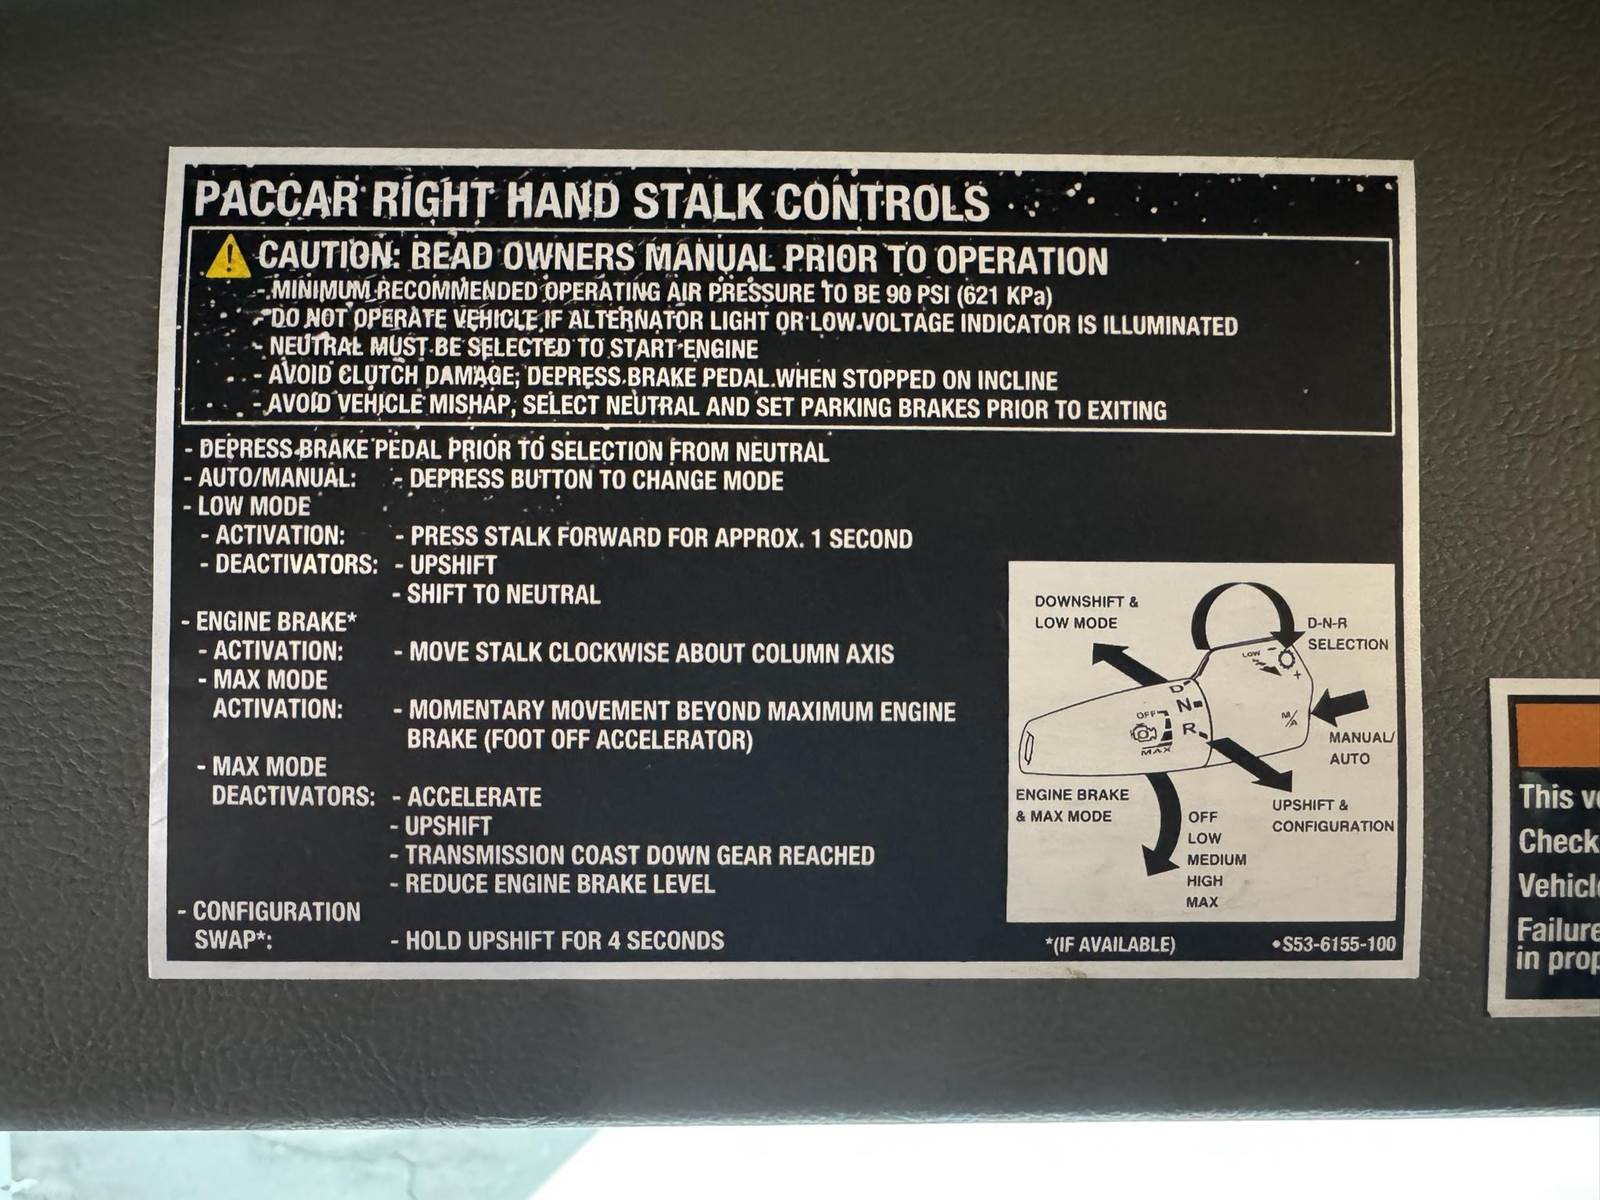 PACCAR RIGHT HAND STALK CONTROLS
CAUTION: READ OWNERS MANUAL PRIOR TO OPERATION
- MINIMUM RECOMMENDED OPERATING AIR PRESSURE TO BE 90 PSI (621 KPa)
- DO NOT OPERATE VEHICLE IF ALTERNATOR LIGHT OR LOW VOLTAGE INDICATOR IS ILLUMINATED
- NEUTRAL MUST BE SELECTED TO START ENGINE
- AVOID CLUTCH DAMAGE; DEPRESS BRAKE PEDAL WHEN STOPPED ON INCLINE
- AVOID VEHICLE MISHAP, SELECT NEUTRAL AND SET PARKING BRAKES PRIOR TO EXITING
- DEPRESS BRAKE PEDAL PRIOR TO SELECTION FROM NEUTRAL
- AUTO/MANUAL: - DEPRESS BUTTON TO CHANGE MODE
- LOW MODE
- ACTIVATION: - PRESS STALK FORWARD FOR APPROX. 1 SECOND
- DEACTIVATORS: - UPSHIFT
- SHIFT TO NEUTRAL
- ENGINE BRAKE*
- ACTIVATION: - MOVE STALK CLOCKWISE ABOUT COLUMN AXIS
- MAX MODE
ACTIVATION: - MOMENTARY MOVEMENT BEYOND MAXIMUM ENGINE
BRAKE (FOOT OFF ACCELERATOR)
- MAX MODE
DEACTIVATORS: - ACCELERATE
- UPSHIFT
- TRANSMISSION COAST DOWN GEAR REACHED
- REDUCE ENGINE BRAKE LEVEL
- CONFIGURATION
SWAP*: - HOLD UPSHIFT FOR 4 SECONDS
DOWNSHIFT &
LOW MODE
D-N-R
SELECTION
LOW - +
D
N
R
OFF
MAX
M/A
MANUAL/
AUTO
ENGINE BRAKE
& MAX MODE
UPSHIFT &
CONFIGURATION
OFF
LOW
MEDIUM
HIGH
MAX
*(IF AVAILABLE)
•S53-6155-100
This
Check
in